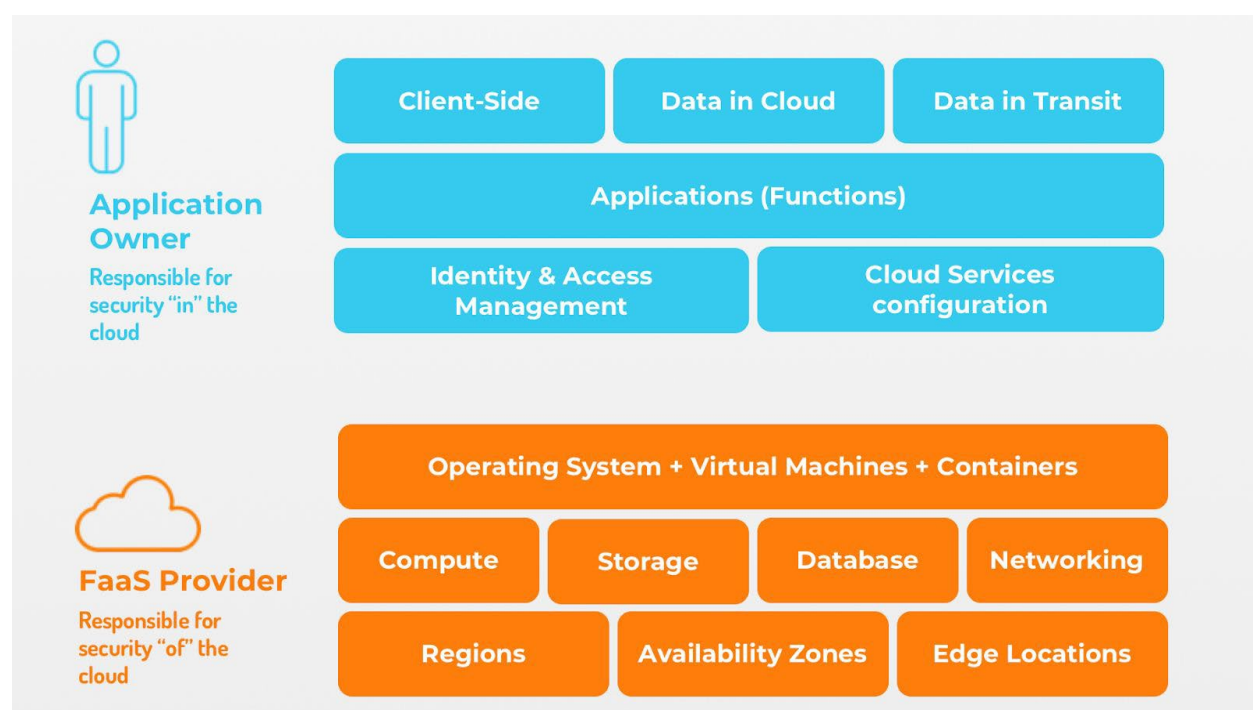 Client-Side
Data in Cloud
Data in Transit
Applications (Functions)
Identity & Access
Management
Cloud Services
configuration
Application
Owner
Responsible for
security “in” the
cloud
Operating System + Virtual Machines + Containers
Compute
Storage
Database
Networking
Regions
Availability Zones
Edge Locations
FaaS Provider
Responsible for
security “of” the
cloud